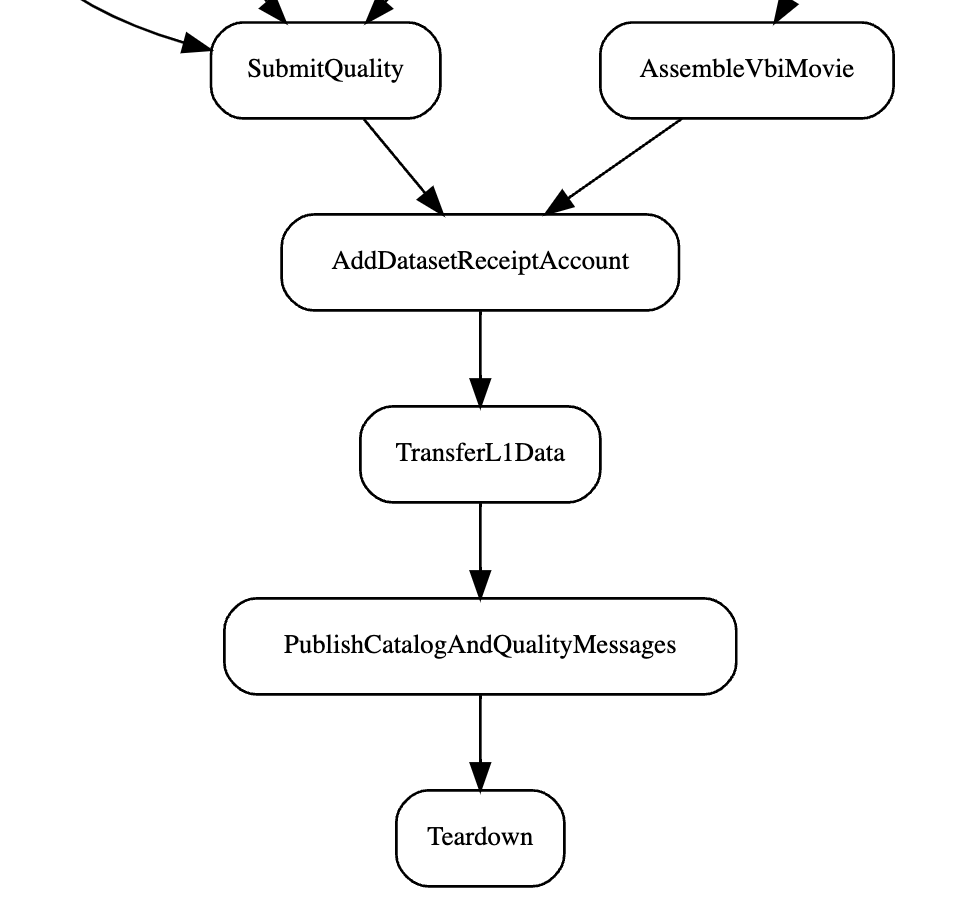 SubmitQuality
AssembleVbiMovie
AddDatasetReceiptAccount
TransferL1Data
PublishCatalogAndQualityMessages
Teardown